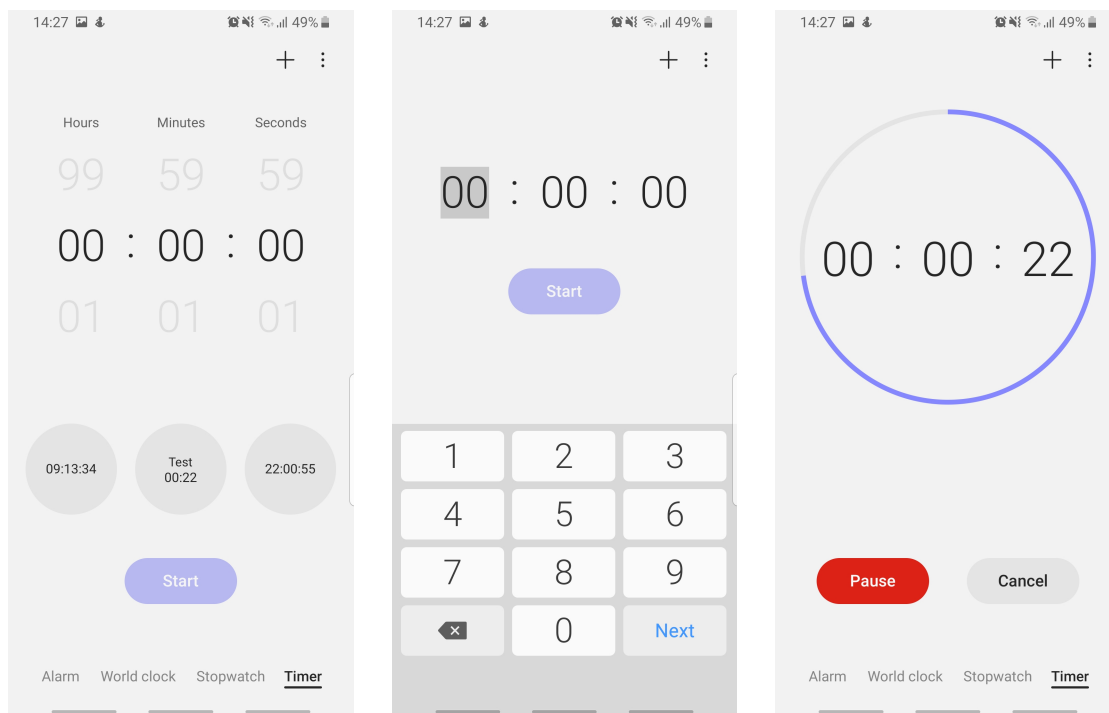 14:27 49%
Hours Minutes Seconds
99 59 59
00 : 00 : 00
01 01 01
09:13:34
Test
00:22
22:00:55
Start
Alarm World clock Stopwatch Timer
14:27 49%
00 : 00 : 00
Start
1 2 3
4 5 6
7 8 9
0 Next
14:27 49%
00 : 00 : 22
Pause Cancel
Alarm World clock Stopwatch Timer